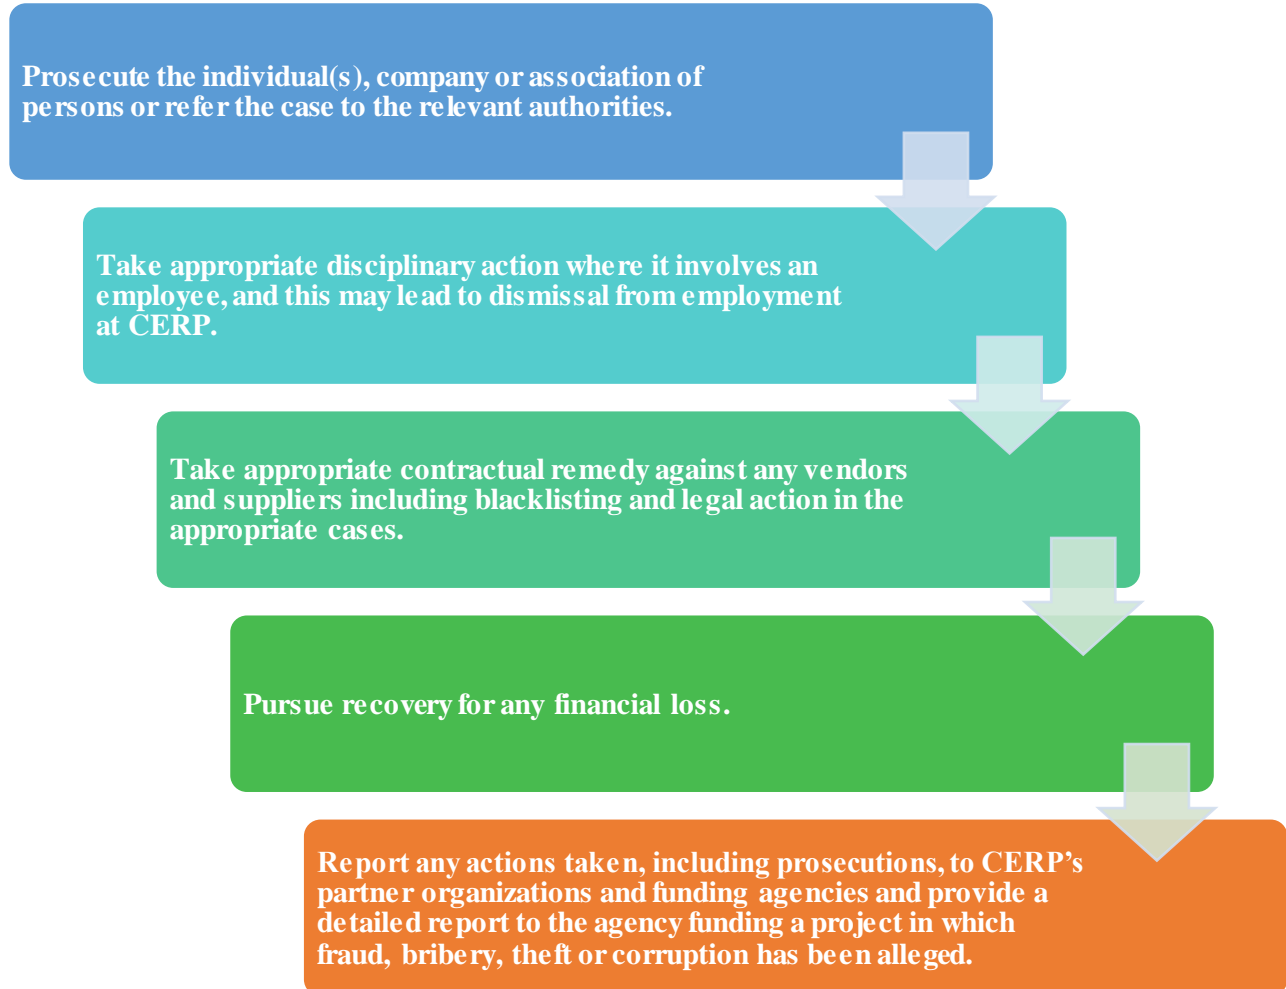 Prosecute the individual(s), company or association of
persons or refer the case to the relevant authorities.
Take appropriate disciplinary action where it involves an
employee, and this may lead to dismissal from employment
at CERP.
Take appropriate contractual remedy against any vendors
and suppliers including blacklisting and legal action in the
appropriate cases.
Pursue recovery for any financial loss.
Report any actions taken, including prosecutions, to CERP’s
partner organizations and funding agencies and provide a
detailed report to the agency funding a project in which
fraud, bribery, theft or corruption has been alleged.